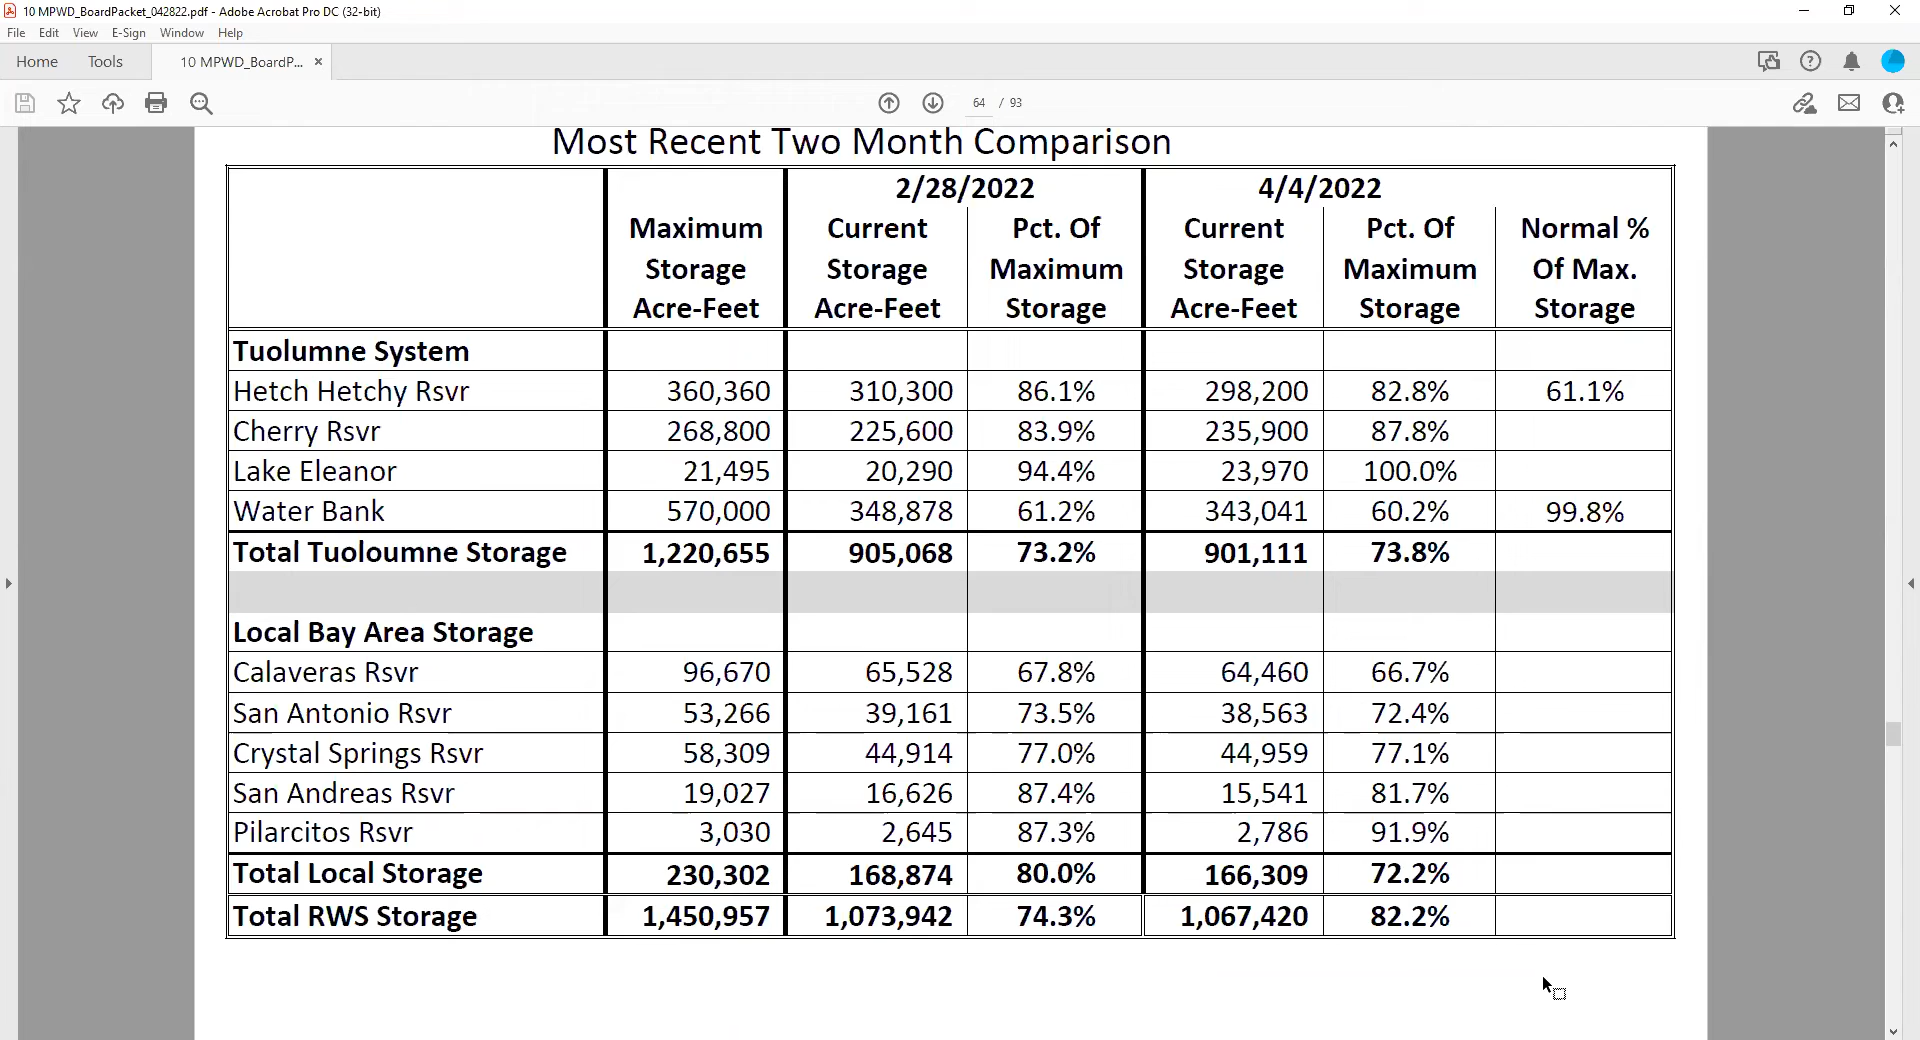 10 MPWD_BoardPacket_042822.pdf - Adobe Acrobat Pro DC (32-bit)
File Edit View E-Sign Window Help
Home Tools 10 MPWD_BoardP... ×
64 / 93
Most Recent Two Month Comparison
2/28/2022 4/4/2022
Maximum Current Pct. Of Current Pct. Of Normal %
Storage Storage Maximum Storage Maximum Of Max.
Acre-Feet Acre-Feet Storage Acre-Feet Storage Storage
Tuolumne System
Hetch Hetchy Rsvr 360,360 310,300 86.1% 298,200 82.8% 61.1%
Cherry Rsvr 268,800 225,600 83.9% 235,900 87.8%
Lake Eleanor 21,495 20,290 94.4% 23,970 100.0%
Water Bank 570,000 348,878 61.2% 343,041 60.2% 99.8%
Total Tuoloumne Storage 1,220,655 905,068 73.2% 901,111 73.8%
Local Bay Area Storage
Calaveras Rsvr 96,670 65,528 67.8% 64,460 66.7%
San Antonio Rsvr 53,266 39,161 73.5% 38,563 72.4%
Crystal Springs Rsvr 58,309 44,914 77.0% 44,959 77.1%
San Andreas Rsvr 19,027 16,626 87.4% 15,541 81.7%
Pilarcitos Rsvr 3,030 2,645 87.3% 2,786 91.9%
Total Local Storage 230,302 168,874 80.0% 166,309 72.2%
Total RWS Storage 1,450,957 1,073,942 74.3% 1,067,420 82.2%